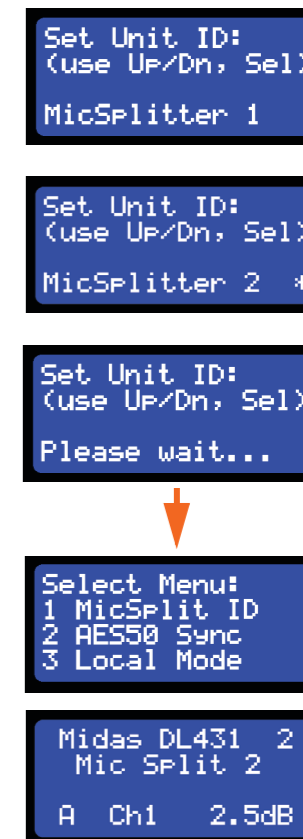 Set Unit ID:
(use Up/Dn, Sel)
MicSplitter 1
Set Unit ID:
(use Up/Dn, Sel)
MicSplitter 2 *
Set Unit ID:
(use Up/Dn, Sel)
Please wait...
Select Menu:
1 MicSplit ID
2 AES50 Sync
3 Local Mode
Midas DL431 2
Mic Split 2
A Ch1 2.5dB